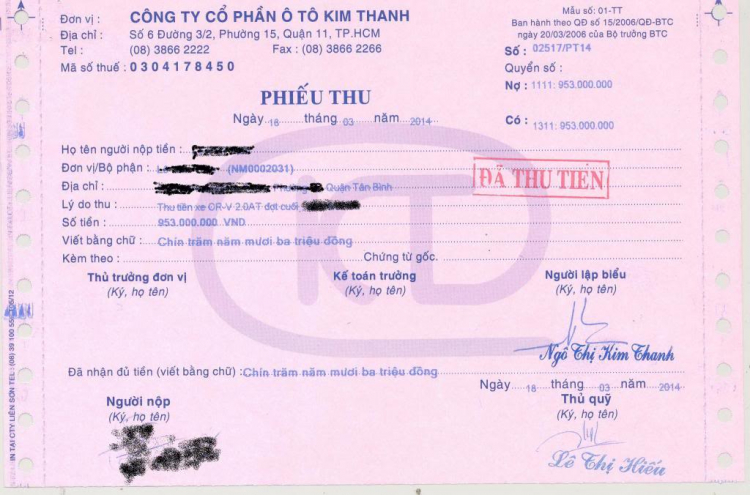 Đơn vị : CÔNG TY CỔ PHẦN Ô TÔ KIM THANH
Địa chỉ : Số 6 Đường 3/2, Phường 15, Quận 11, TP.HCM
Tel : (08) 3866 2222 Fax : (08) 3866 2266
Mã số thuế : 0304178450
Mẫu số: 01-TT
Ban hành theo QĐ số 15/2006/QĐ-BTC
ngày 20/03/2006 của Bộ trưởng BTC
Số : 02517/PT14
Quyển số :
Nợ : 1111: 953.000.000
PHIẾU THU
Ngày 18 tháng 03 năm 2014
Có : 1311: 953.000.000
Họ tên người nộp tiền :
Đơn vị/Bộ phận : (NM0002031)
Địa chỉ : Quận Tân Bình
ĐÃ THU TIỀN
Lý do thu : Thu tiền xe CR-V 2.0AT đợt cuối
Số tiền : 953.000.000 VND
Viết bằng chữ : Chín trăm năm mươi ba triệu đồng
Kèm theo : Chứng từ gốc.
KT
Thủ trưởng đơn vị Kế toán trưởng Người lập biểu
(Ký, họ tên) (Ký, họ tên) (Ký, họ tên)
Ngô Thị Kim Thanh
Đã nhận đủ tiền (viết bằng chữ) : Chín trăm năm mươi ba triệu đồng
Ngày 18 tháng 03 năm 2014
Người nộp Thủ quỹ
(Ký, họ tên) (Ký, họ tên)
Lê Thị Hiếu